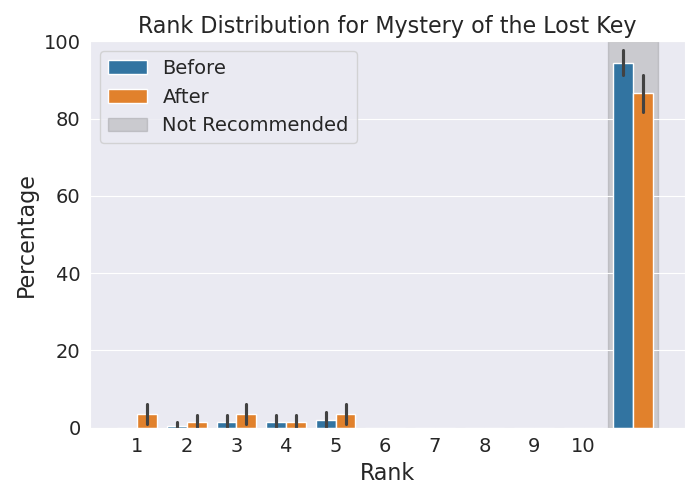 Rank Distribution for Mystery of the Lost Key
100
80
60
40
20
0
Percentage
Before
After
Not Recommended
1 2 3 4 5 6 7 8 9 10
Rank